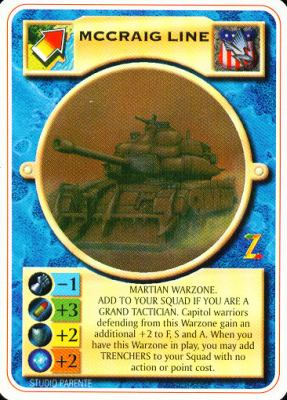 MCCRAIG LINE
Z
-1
+3
+2
+2
MARTIAN WARZONE.
ADD TO YOUR SQUAD IF YOU ARE A
GRAND TACTICIAN. Capitol warriors
defending from this Warzone gain an
additional +2 to F, S and A. When you
have this Warzone in play, you may add
TRENCHERS to your Squad with no
action or point cost.
STUDIO PARENTE